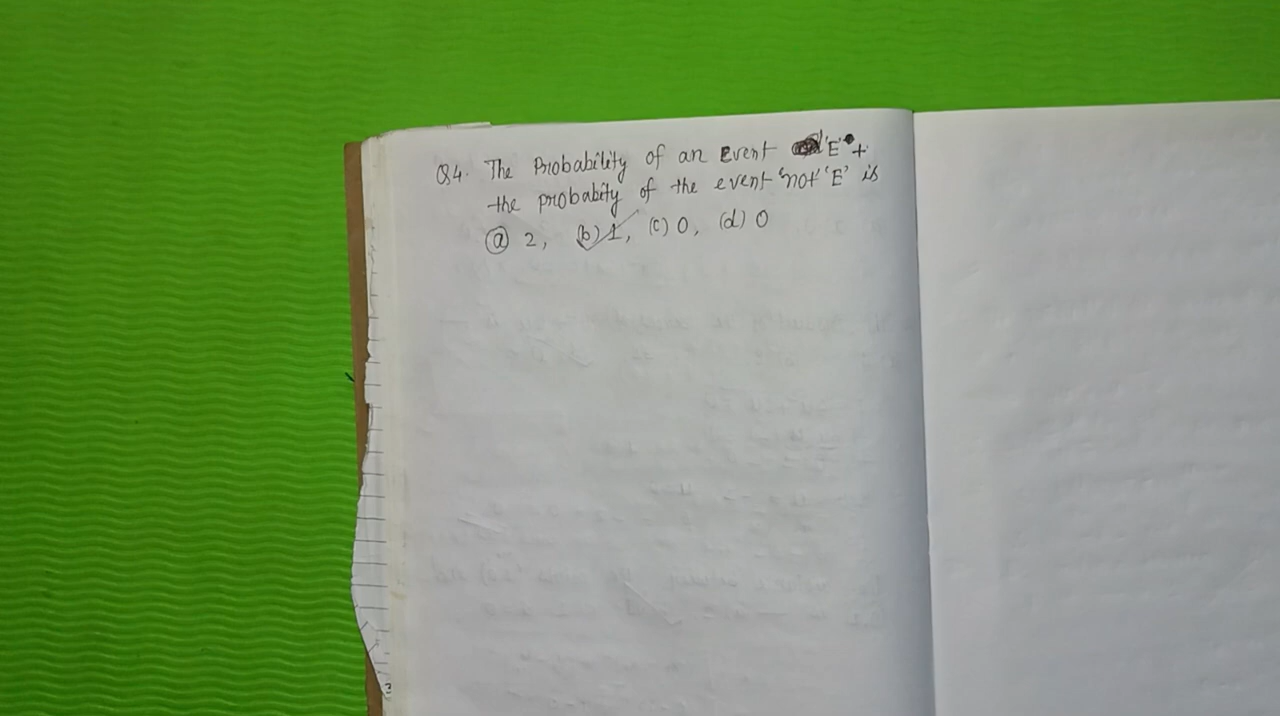 Q4. The Probability of an Event 'E' +
the probabity of the event 'not 'E' is
(a) 2, (b) 1, (c) 0, (d) 0